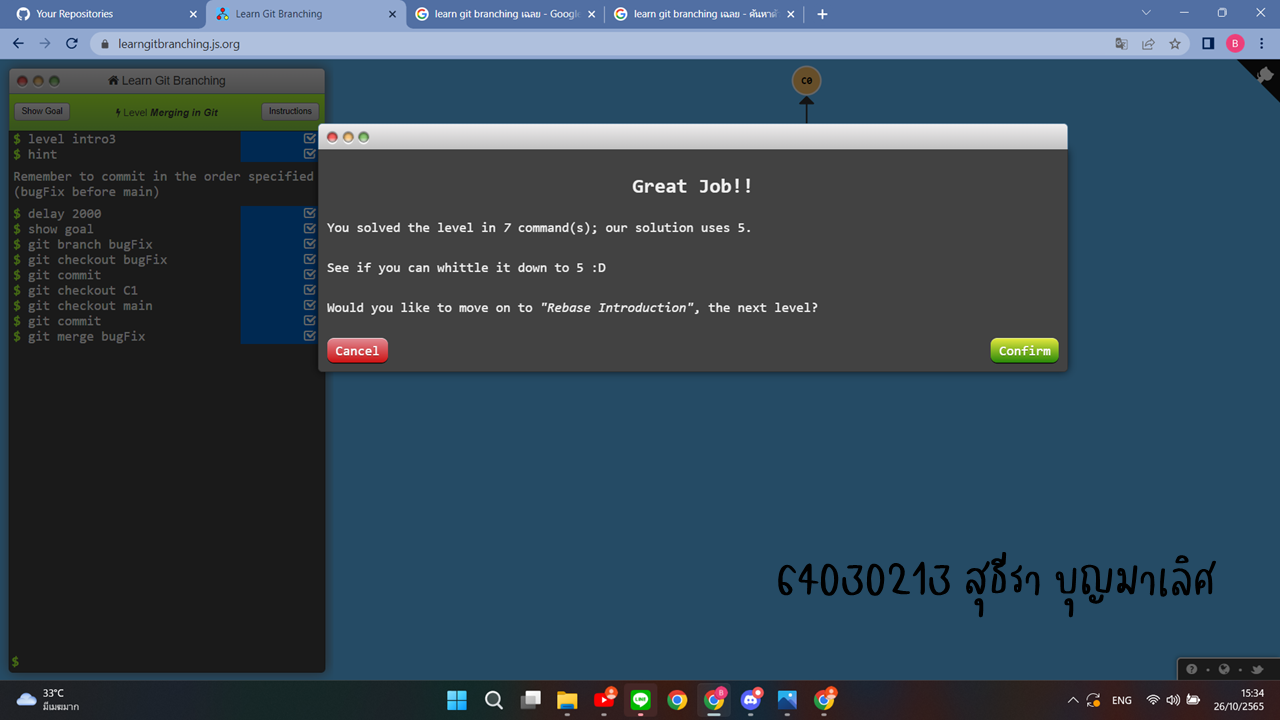 Your Repositories
Learn Git Branching
learn git branching เฉลย - Google
learn git branching เฉลย - ค้นหาด้ว
learngitbranching.js.org
B
Learn Git Branching
Show Goal
Level Merging in Git
Instructions
$ level intro3
$ hint
Remember to commit in the order specified
(bugFix before main)
$ delay 2000
$ show goal
$ git branch bugFix
$ git checkout bugFix
$ git commit
$ git checkout C1
$ git checkout main
$ git commit
$ git merge bugFix
$
C0
Great Job!!
You solved the level in 7 command(s); our solution uses 5.
See if you can whittle it down to 5 :D
Would you like to move on to "Rebase Introduction", the next level?
Cancel
Confirm
64030213 สุธีรา บุญมาเลิศ
33°C
มีเมฆมาก
ENG
15:34
26/10/2565